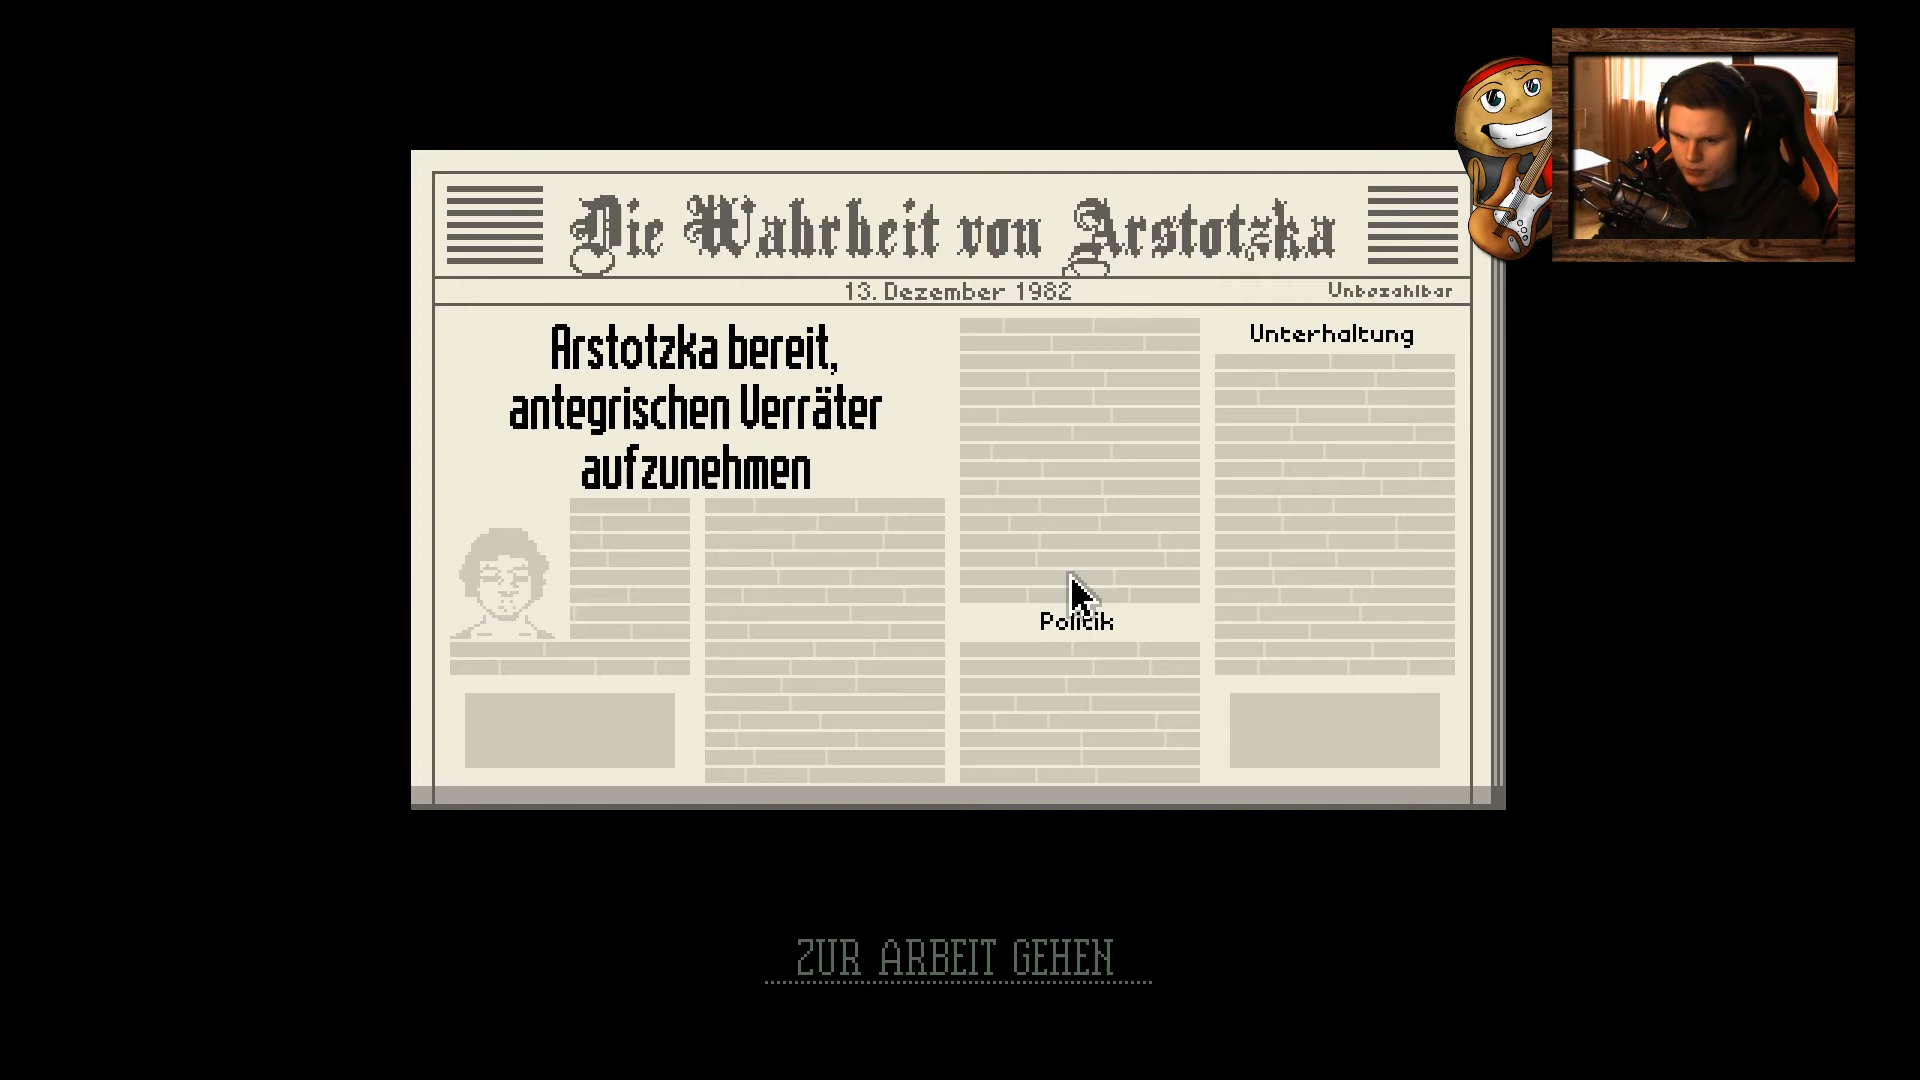 Die Wahrheit von Arstotzka
13. Dezember 1982
Unbezahlbar
Arstotzka bereit,
antegrischen Verräter
aufzunehmen
Politik
Unterhaltung
ZUR ARBEIT GEHEN